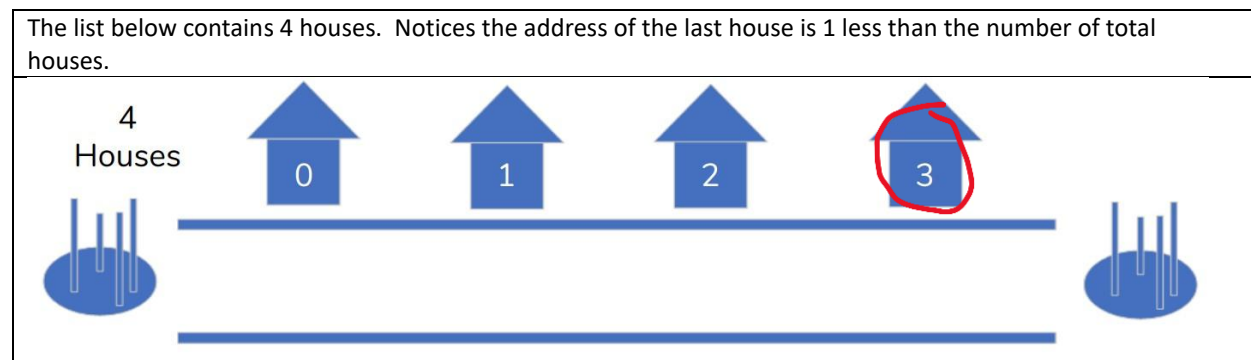 The list below contains 4 houses.  Notices the address of the last house is 1 less than the number of total
houses.
4
Houses
0
1
2
3